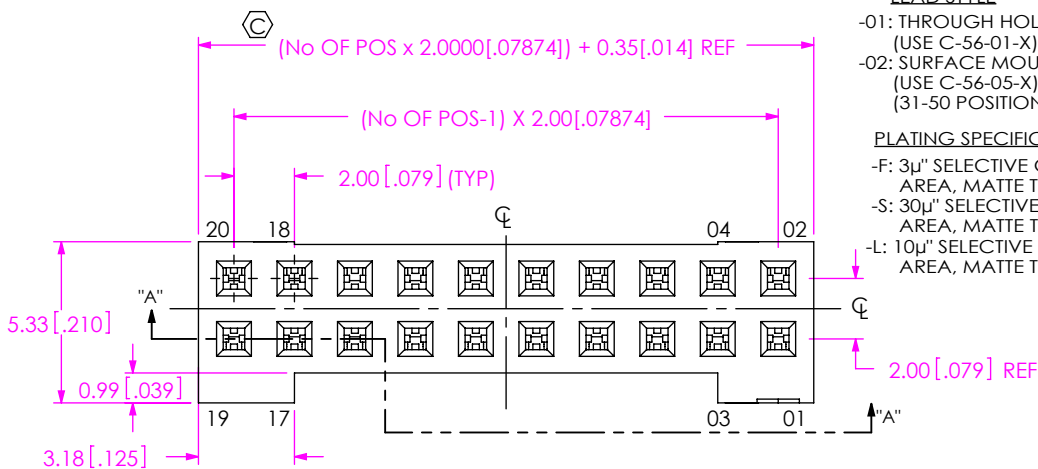 LEAD STYLE
-01: THROUGH HOL
(USE C-56-01-X)
-02: SURFACE MOU
(USE C-56-05-X)
(31-50 POSITION
PLATING SPECIFIC
-F: 3µ" SELECTIVE
AREA, MATTE T
-S: 30µ" SELECTIVE
AREA, MATTE T
-L: 10µ" SELECTIVE
AREA, MATTE T
C
(No OF POS x 2.0000[.07874]) + 0.35[.014] REF
(No OF POS-1) X 2.00[.07874]
2.00[.079] (TYP)
℄
20 18 04 02
"A"
5.33[.210]
℄
2.00[.079] REF
0.99[.039]
19 17 03 01
"A"
3.18[.125]